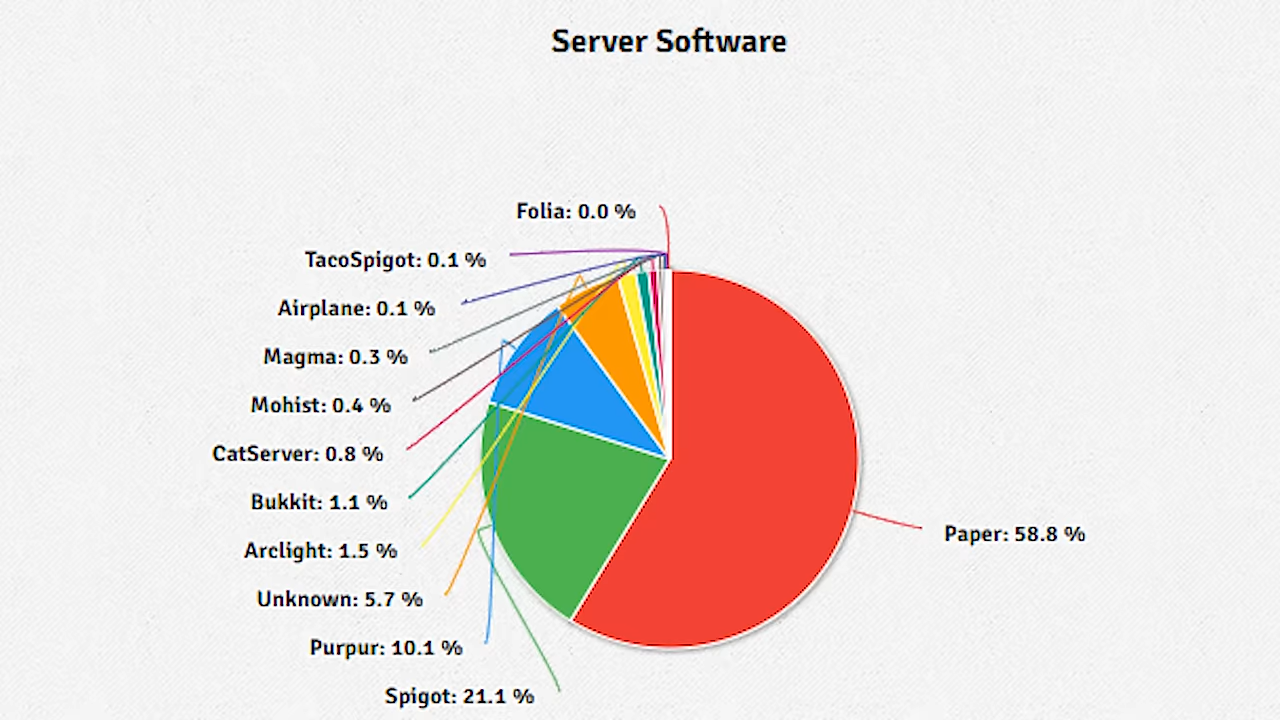 Server Software
Folia: 0.0 %
TacoSpigot: 0.1 %
Airplane: 0.1 %
Magma: 0.3 %
Mohist: 0.4 %
CatServer: 0.8 %
Bukkit: 1.1 %
Paper: 58.8 %
Arclight: 1.5 %
Unknown: 5.7 %
Purpur: 10.1 %
Spigot: 21.1 %